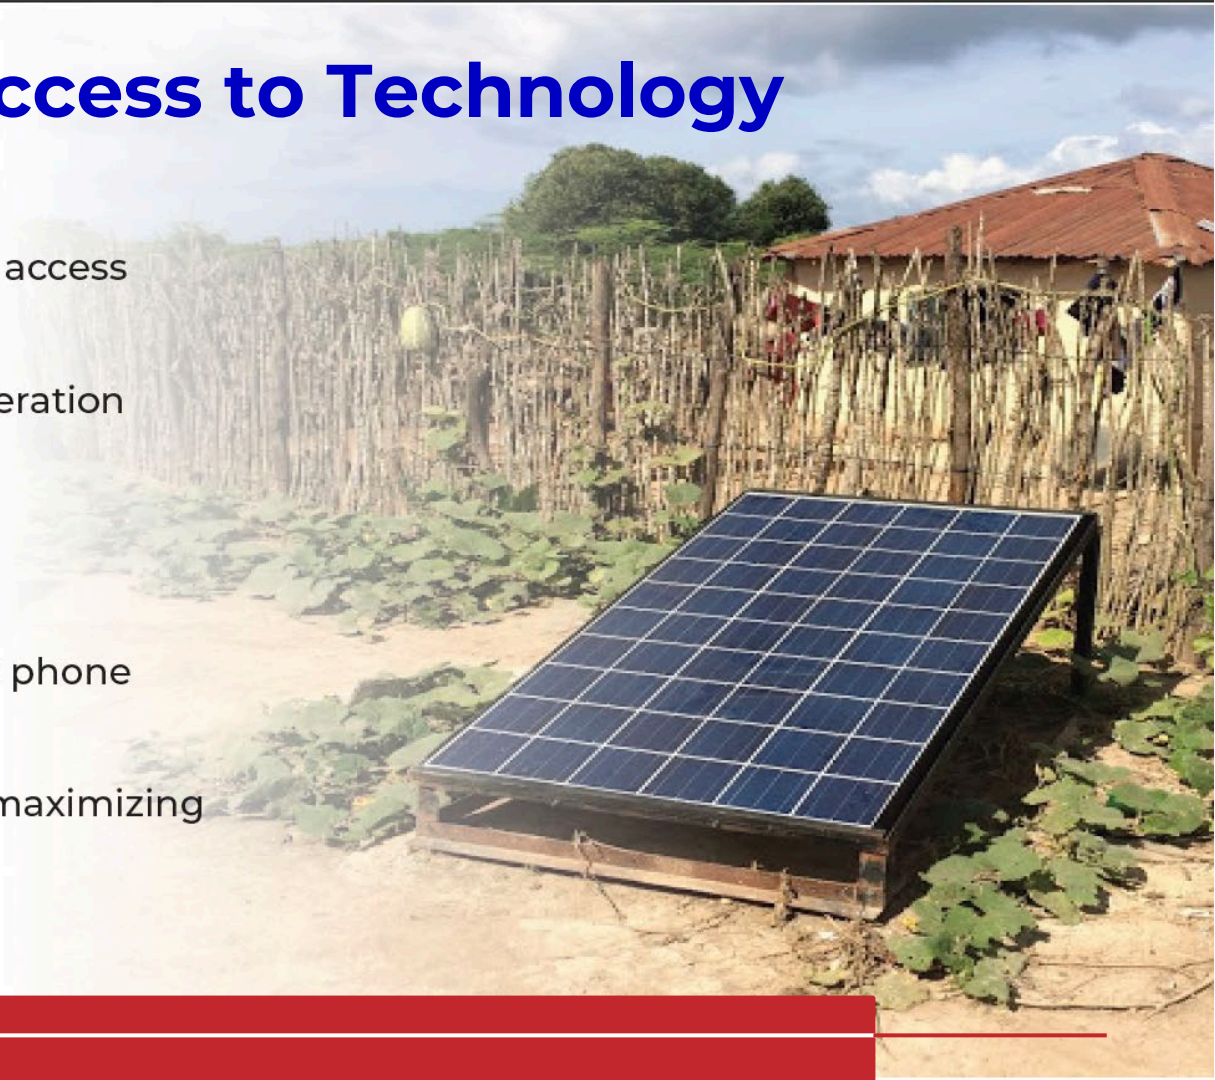 ccess to Technology
access
eration
phone
maximizing